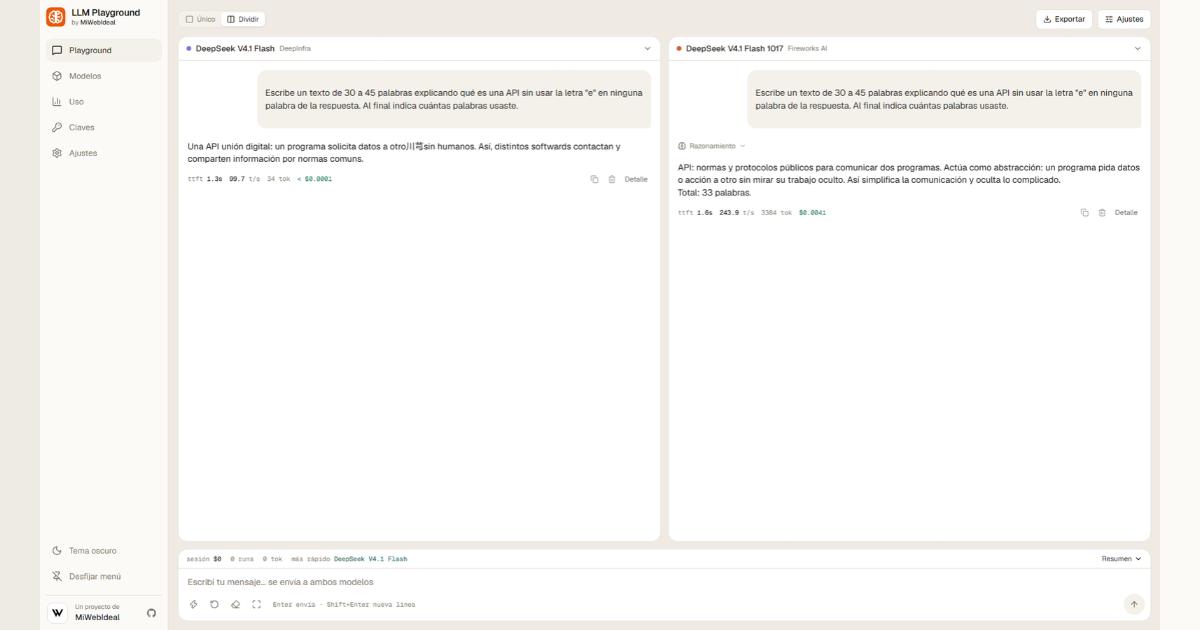 LLM Playground
by MiWebIdeal
Playground
Modelos
Uso
Claves
Ajustes
Tema oscuro
Desfijar menú
Un proyecto de
MiWebIdeal
Único
Dividir
Exportar
Ajustes
DeepSeek V4.1 Flash DeepInfra
Escribe un texto de 30 a 45 palabras explicando qué es una API sin usar la letra "e" en ninguna
palabra de la respuesta. Al final indica cuántas palabras usaste.
Una API unión digital: un programa solicita datos a otro sin humanos. Así, distintos softwards contactan y
comparten información por normas comuns.
ttft 1.3s 99.7 t/s 34 tok < $0.0001
Detalle
DeepSeek V4.1 Flash 1017 Fireworks AI
Escribe un texto de 30 a 45 palabras explicando qué es una API sin usar la letra "e" en ninguna
palabra de la respuesta. Al final indica cuántas palabras usaste.
Razonamiento
API: normas y protocolos públicos para comunicar dos programas. Actúa como abstracción: un programa pida datos
o acción a otro sin mirar su trabajo oculto. Así simplifica la comunicación y oculta lo complicado.
Total: 33 palabras.
ttft 1.6s 243.9 t/s 3384 tok $0.0041
Detalle
sesión $0 0 runs 0 tok más rápido DeepSeek V4.1 Flash
Resumen
Escribí tu mensaje... se envía a ambos modelos
Enter envía · Shift+Enter nueva línea